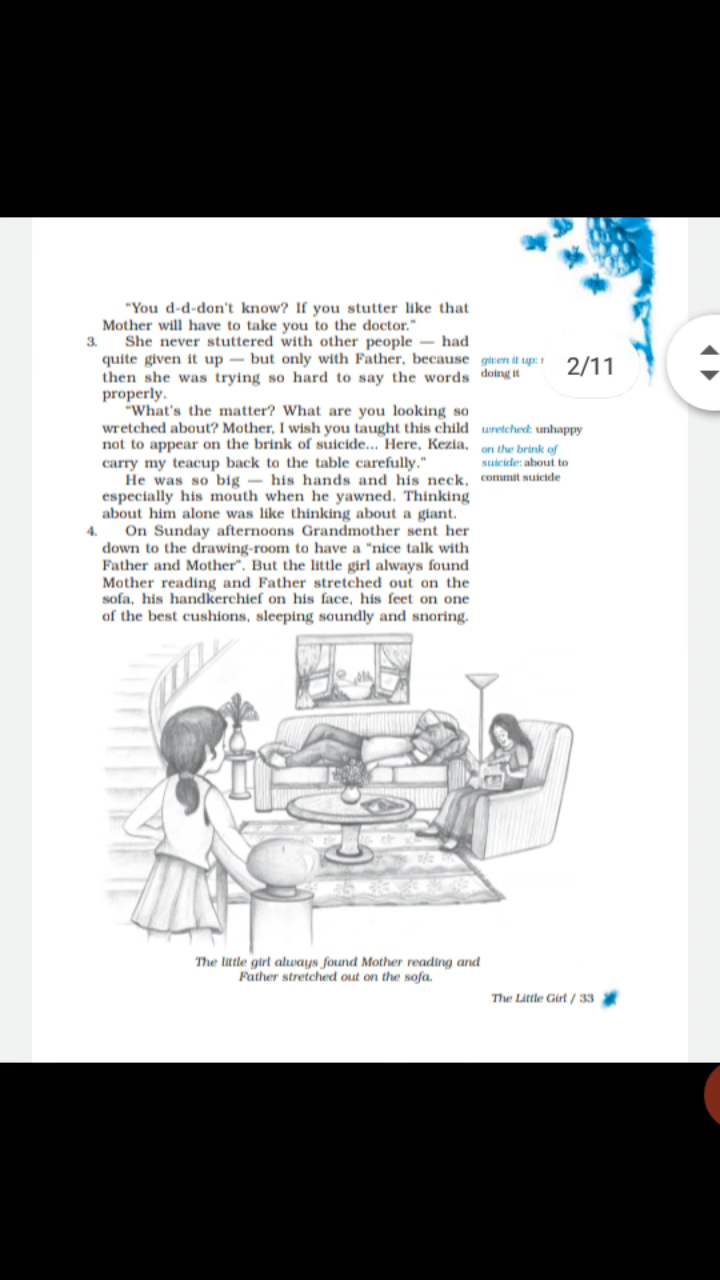 "You d-d-don't know? If you stutter like that
Mother will have to take you to the doctor."
3. She never stuttered with other people — had
quite given it up — but only with Father, because
then she was trying so hard to say the words
properly.
given it up:
doing it
2/11
"What's the matter? What are you looking so
wretched about? Mother, I wish you taught this child
not to appear on the brink of suicide... Here, Kezia,
carry my teacup back to the table carefully."
wretched: unhappy
on the brink of
suicide: about to
commit suicide
He was so big — his hands and his neck,
especially his mouth when he yawned. Thinking
about him alone was like thinking about a giant.
4. On Sunday afternoons Grandmother sent her
down to the drawing-room to have a "nice talk with
Father and Mother". But the little girl always found
Mother reading and Father stretched out on the
sofa, his handkerchief on his face, his feet on one
of the best cushions, sleeping soundly and snoring.
The little girl always found Mother reading and
Father stretched out on the sofa.
The Little Girl / 33